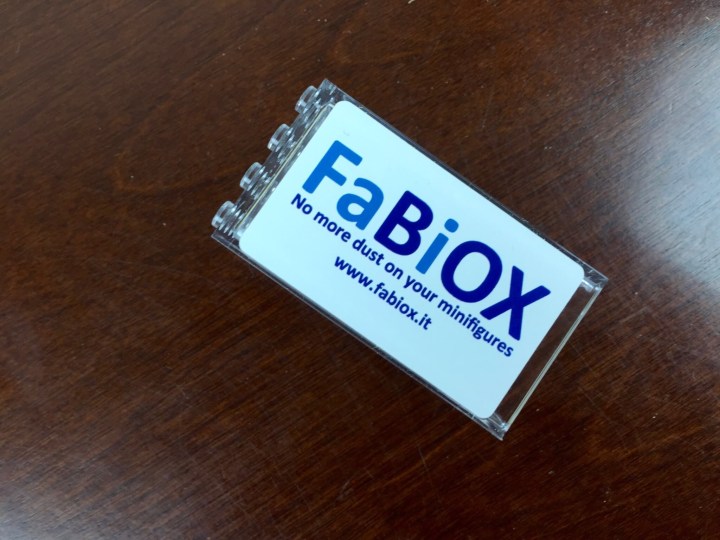 FaBiOX
No more dust on your minifigures
www.fabiox.it